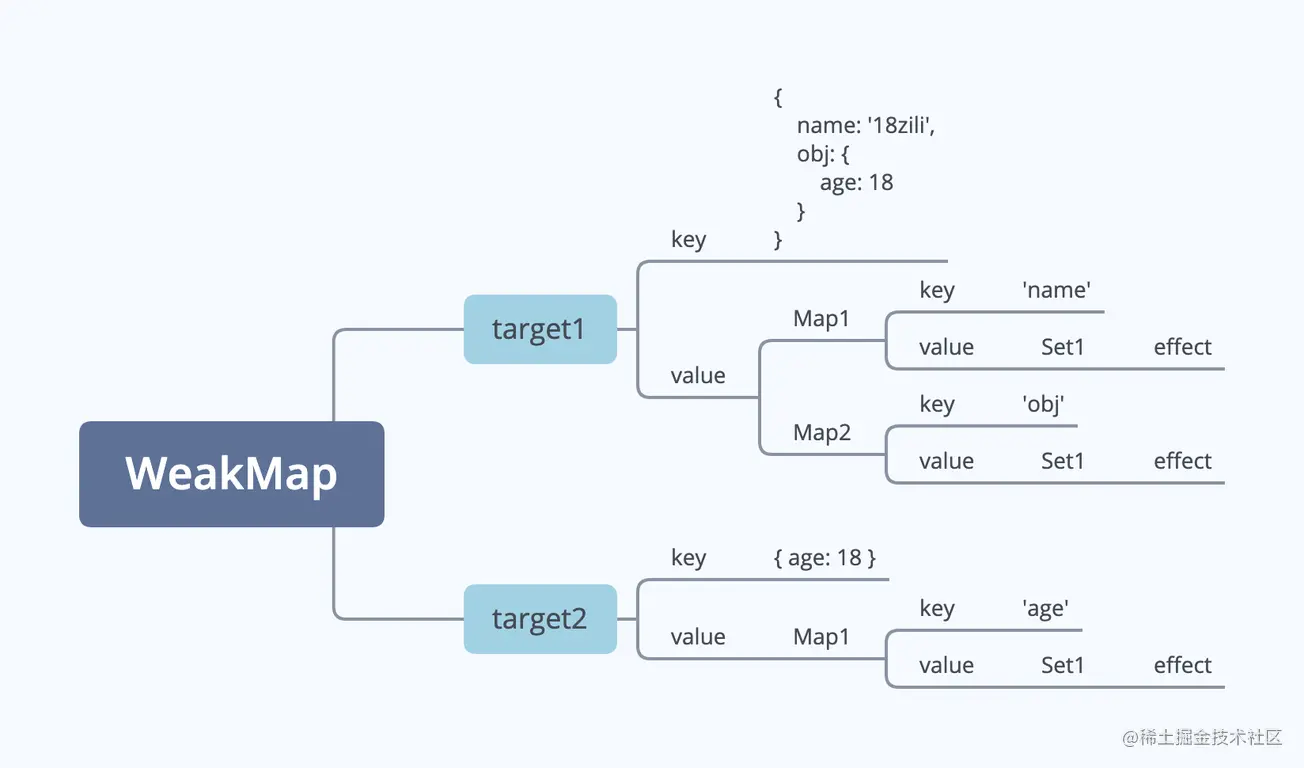 {
name: '18zili',
obj: {
age: 18
}
key }
key 'name'
Map1
target1
value Set1 effect
value
key 'obj'
Map2
value Set1 effect
WeakMap
key { age: 18 }
key 'age'
target2
value Map1
value Set1 effect
@稀土掘金技术社区